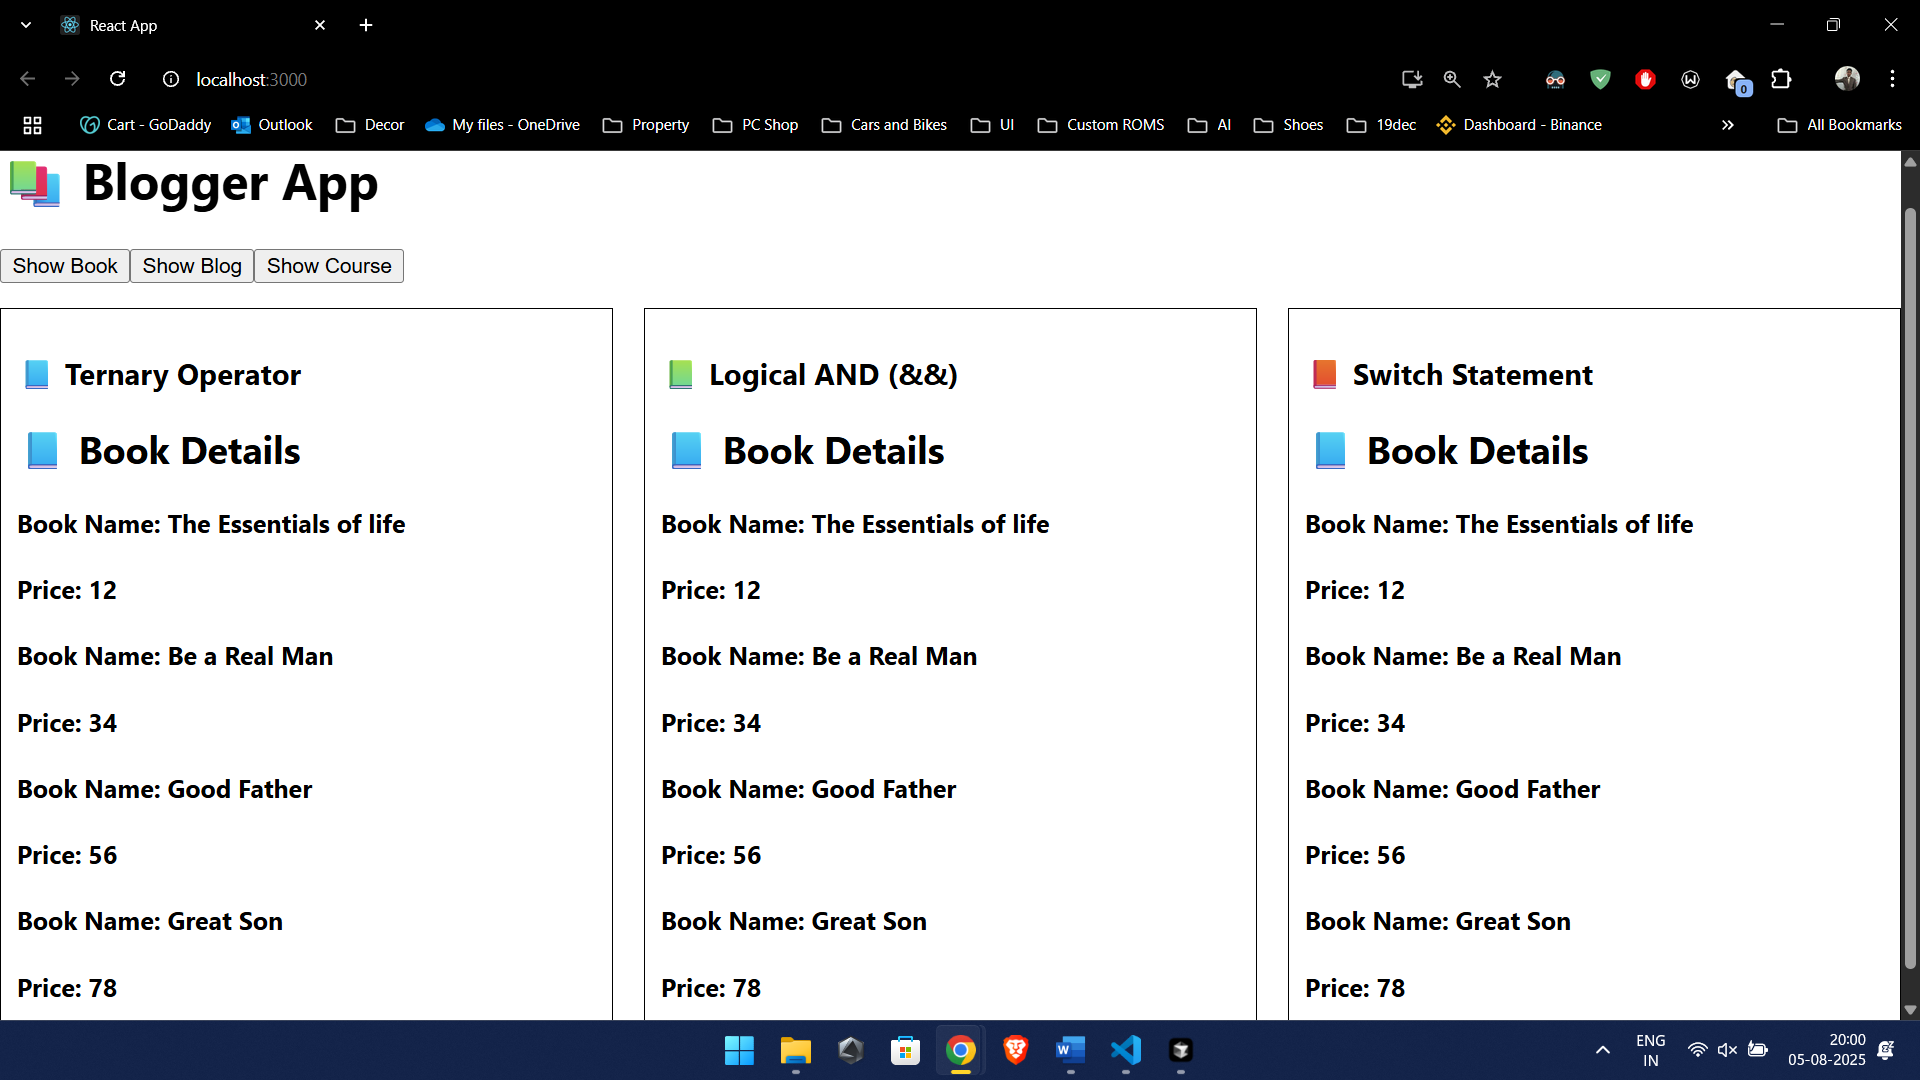 React App
localhost:3000
0
Cart - GoDaddy Outlook Decor My files - OneDrive Property PC Shop Cars and Bikes UI Custom ROMS AI Shoes 19dec Dashboard - Binance » All Bookmarks
📚 Blogger App
Show Book Show Blog Show Course
📘 Ternary Operator
📘 Book Details
Book Name: The Essentials of life
Price: 12
Book Name: Be a Real Man
Price: 34
Book Name: Good Father
Price: 56
Book Name: Great Son
Price: 78
📗 Logical AND (&&)
📘 Book Details
Book Name: The Essentials of life
Price: 12
Book Name: Be a Real Man
Price: 34
Book Name: Good Father
Price: 56
Book Name: Great Son
Price: 78
📕 Switch Statement
📘 Book Details
Book Name: The Essentials of life
Price: 12
Book Name: Be a Real Man
Price: 34
Book Name: Good Father
Price: 56
Book Name: Great Son
Price: 78
ENG
IN
20:00
05-08-2025